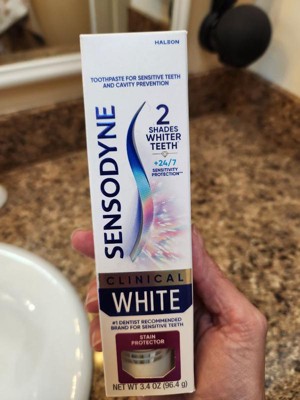 HALEON
TOOTHPASTE FOR SENSITIVE TEETH
AND CAVITY PREVENTION
SENSODYNE
2
SHADES
WHITER
TEETH*
+24/7
SENSITIVITY
PROTECTION**
CLINICAL
WHITE
#1 DENTIST RECOMMENDED
BRAND FOR SENSITIVE TEETH
STAIN
PROTECTOR
NET WT 3.4 OZ (96.4 g)